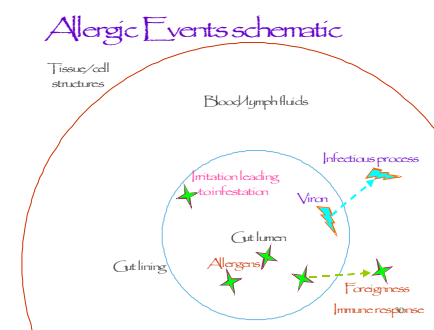 Allergic Events schematic
Tissue/cell
structures
Blood/lymph fluids
Infectious process
Irritation leading
to infestation
Viron
Gut lumen
Gut lining
Allergens
Foreignness
Immune response